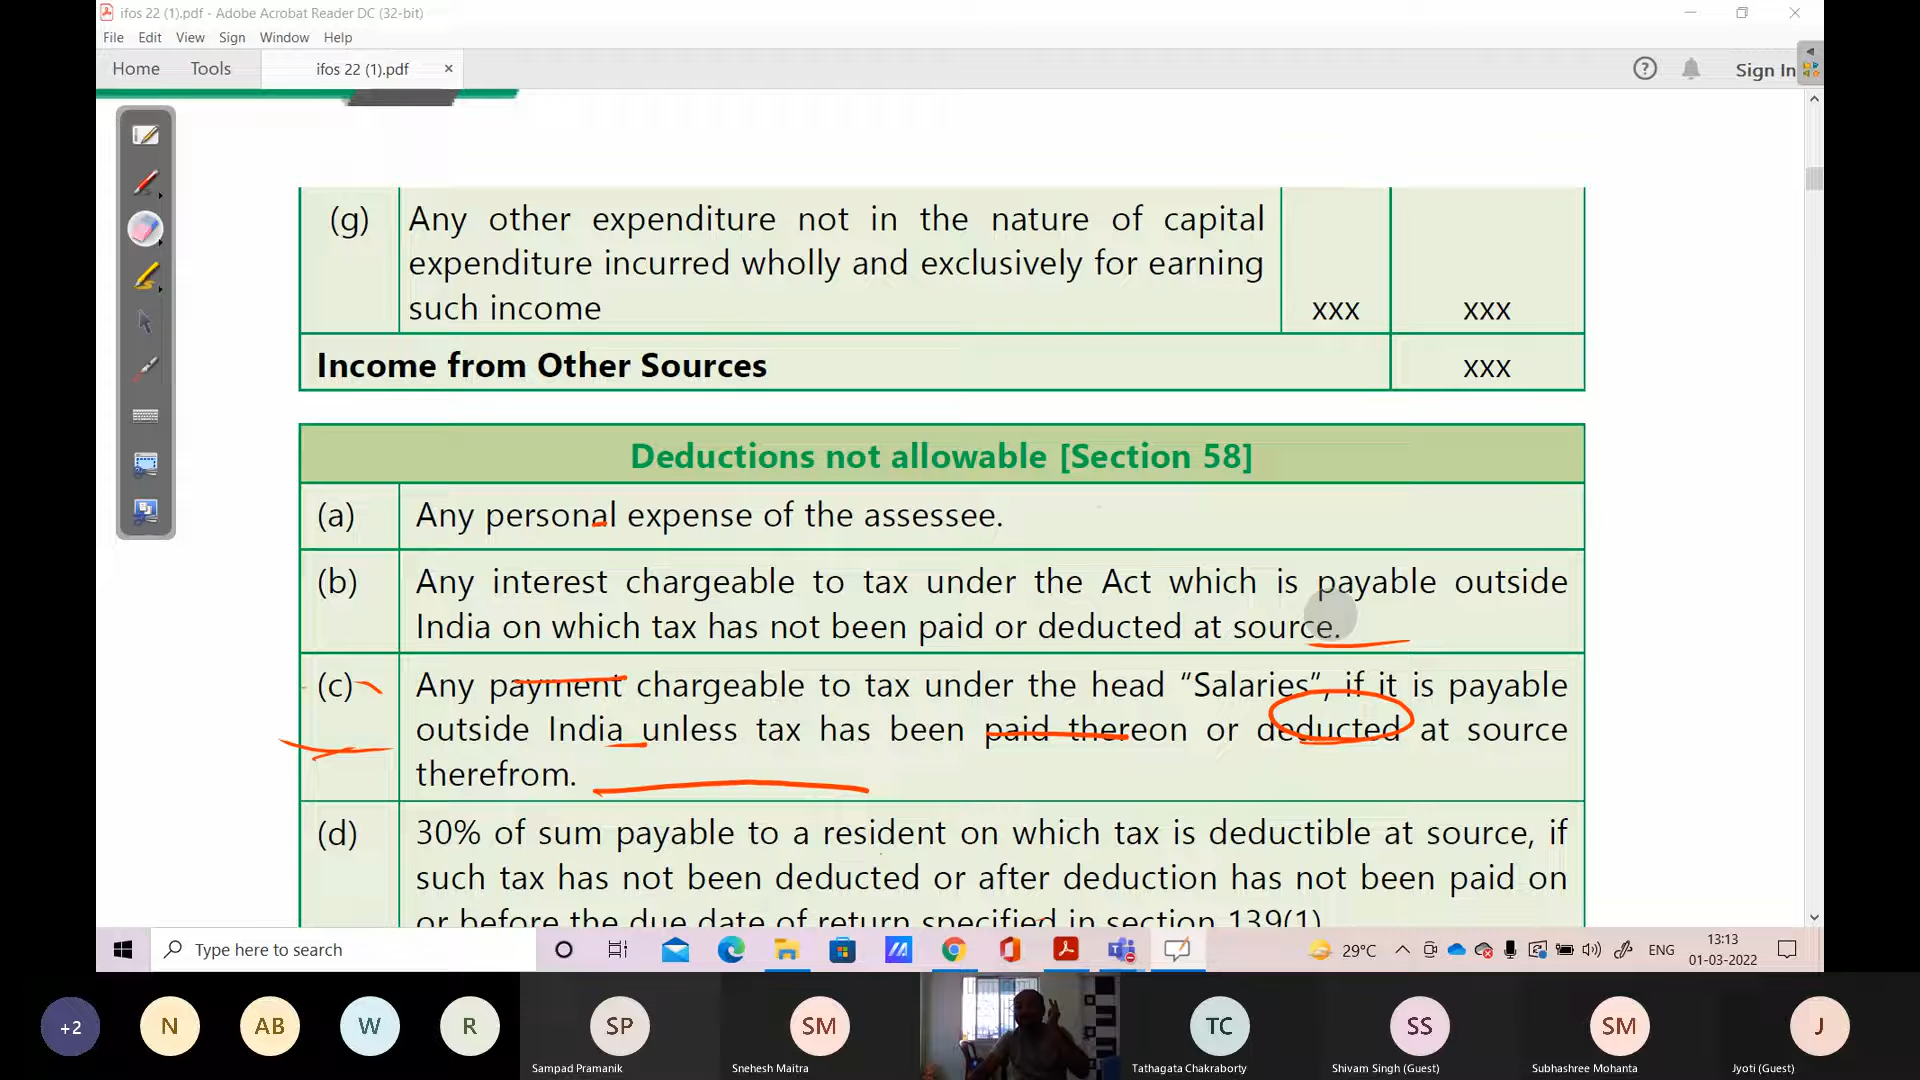 ifos 22 (1).pdf - Adobe Acrobat Reader DC (32-bit)
File Edit View Sign Window Help
Home Tools ifos 22 (1).pdf × Sign In
(g) Any other expenditure not in the nature of capital
expenditure incurred wholly and exclusively for earning
such income xxx xxx
Income from Other Sources xxx
Deductions not allowable [Section 58]
(a) Any personal expense of the assessee.
(b) Any interest chargeable to tax under the Act which is payable outside
India on which tax has not been paid or deducted at source.
(c) Any payment chargeable to tax under the head “Salaries”, if it is payable
outside India unless tax has been paid thereon or deducted at source
therefrom.
(d) 30% of sum payable to a resident on which tax is deductible at source, if
such tax has not been deducted or after deduction has not been paid on
or before the due date of return specified in section 139(1).
Type here to search 29°C ENG 13:13
01-03-2022
+2 N AB W R SP SM TC SS SM J
Sampad Pramanik Snehesh Maitra Tathagata Chakraborty Shivam Singh (Guest) Subhashree Mohanta Jyoti (Guest)